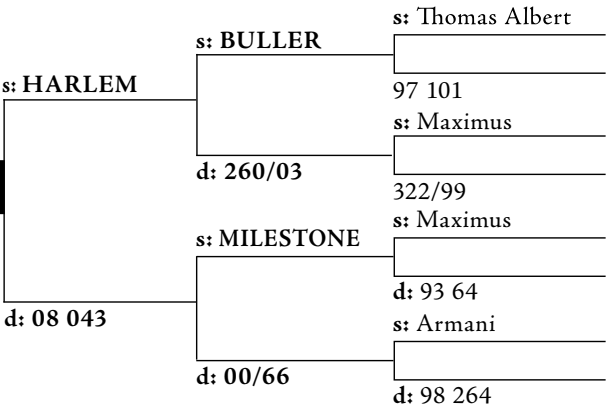 s: Thomas Albert
s: BULLER
s: HARLEM
97 101
s: Maximus
d: 260/03
322/99
s: Maximus
s: MILESTONE
d: 93 64
d: 08 043
s: Armani
d: 00/66
d: 98 264